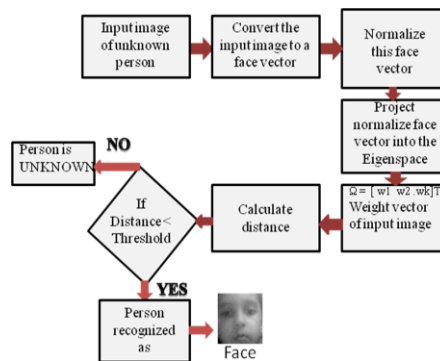 Input image
of unknown
person
Convert the
input image to a
face vector
Normalize
this face
vector
Project
normalize face
vector into the
Eigenspace
Ω = [ w1 w2 .wk]T
Weight vector
of input image
Calculate
distance
If
Distance<
Threshold
NO
Person is
UNKNOWN
YES
Person
recognized
as
Face